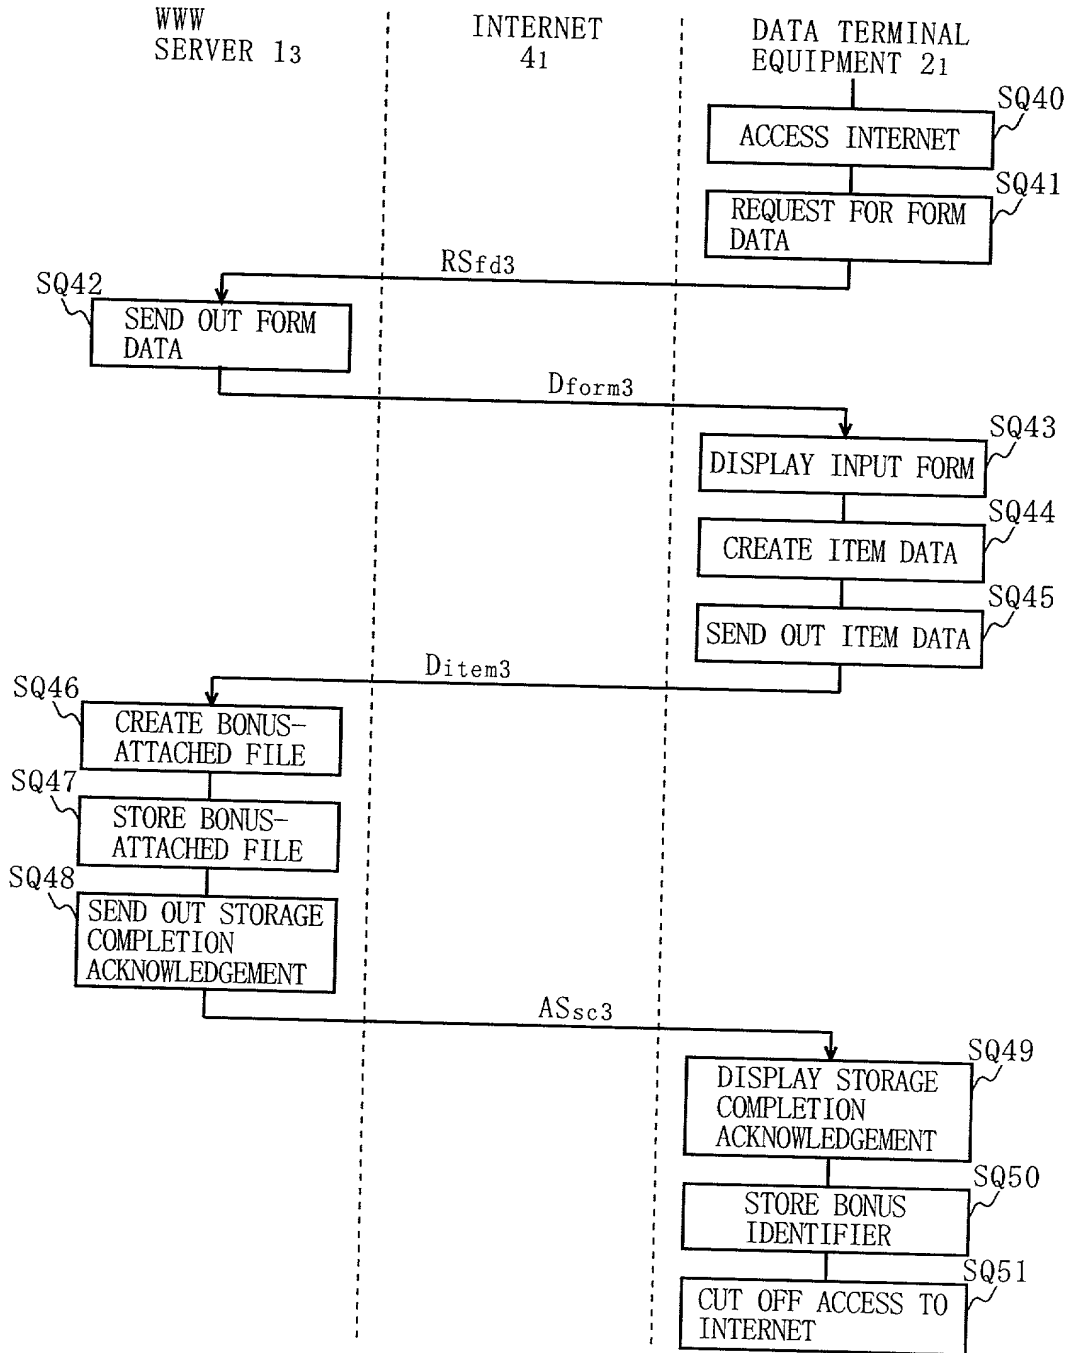 WWW
SERVER 13
INTERNET
41
DATA TERMINAL
EQUIPMENT 21
SQ40
ACCESS INTERNET
SQ41
REQUEST FOR FORM
DATA
RSfd3
SQ42
SEND OUT FORM
DATA
Dform3
SQ43
DISPLAY INPUT FORM
SQ44
CREATE ITEM DATA
SQ45
SEND OUT ITEM DATA
Ditem3
SQ46
CREATE BONUS-
ATTACHED FILE
SQ47
STORE BONUS-
ATTACHED FILE
SQ48
SEND OUT STORAGE
COMPLETION
ACKNOWLEDGEMENT
ASsc3
SQ49
DISPLAY STORAGE
COMPLETION
ACKNOWLEDGEMENT
SQ50
STORE BONUS
IDENTIFIER
SQ51
CUT OFF ACCESS TO
INTERNET